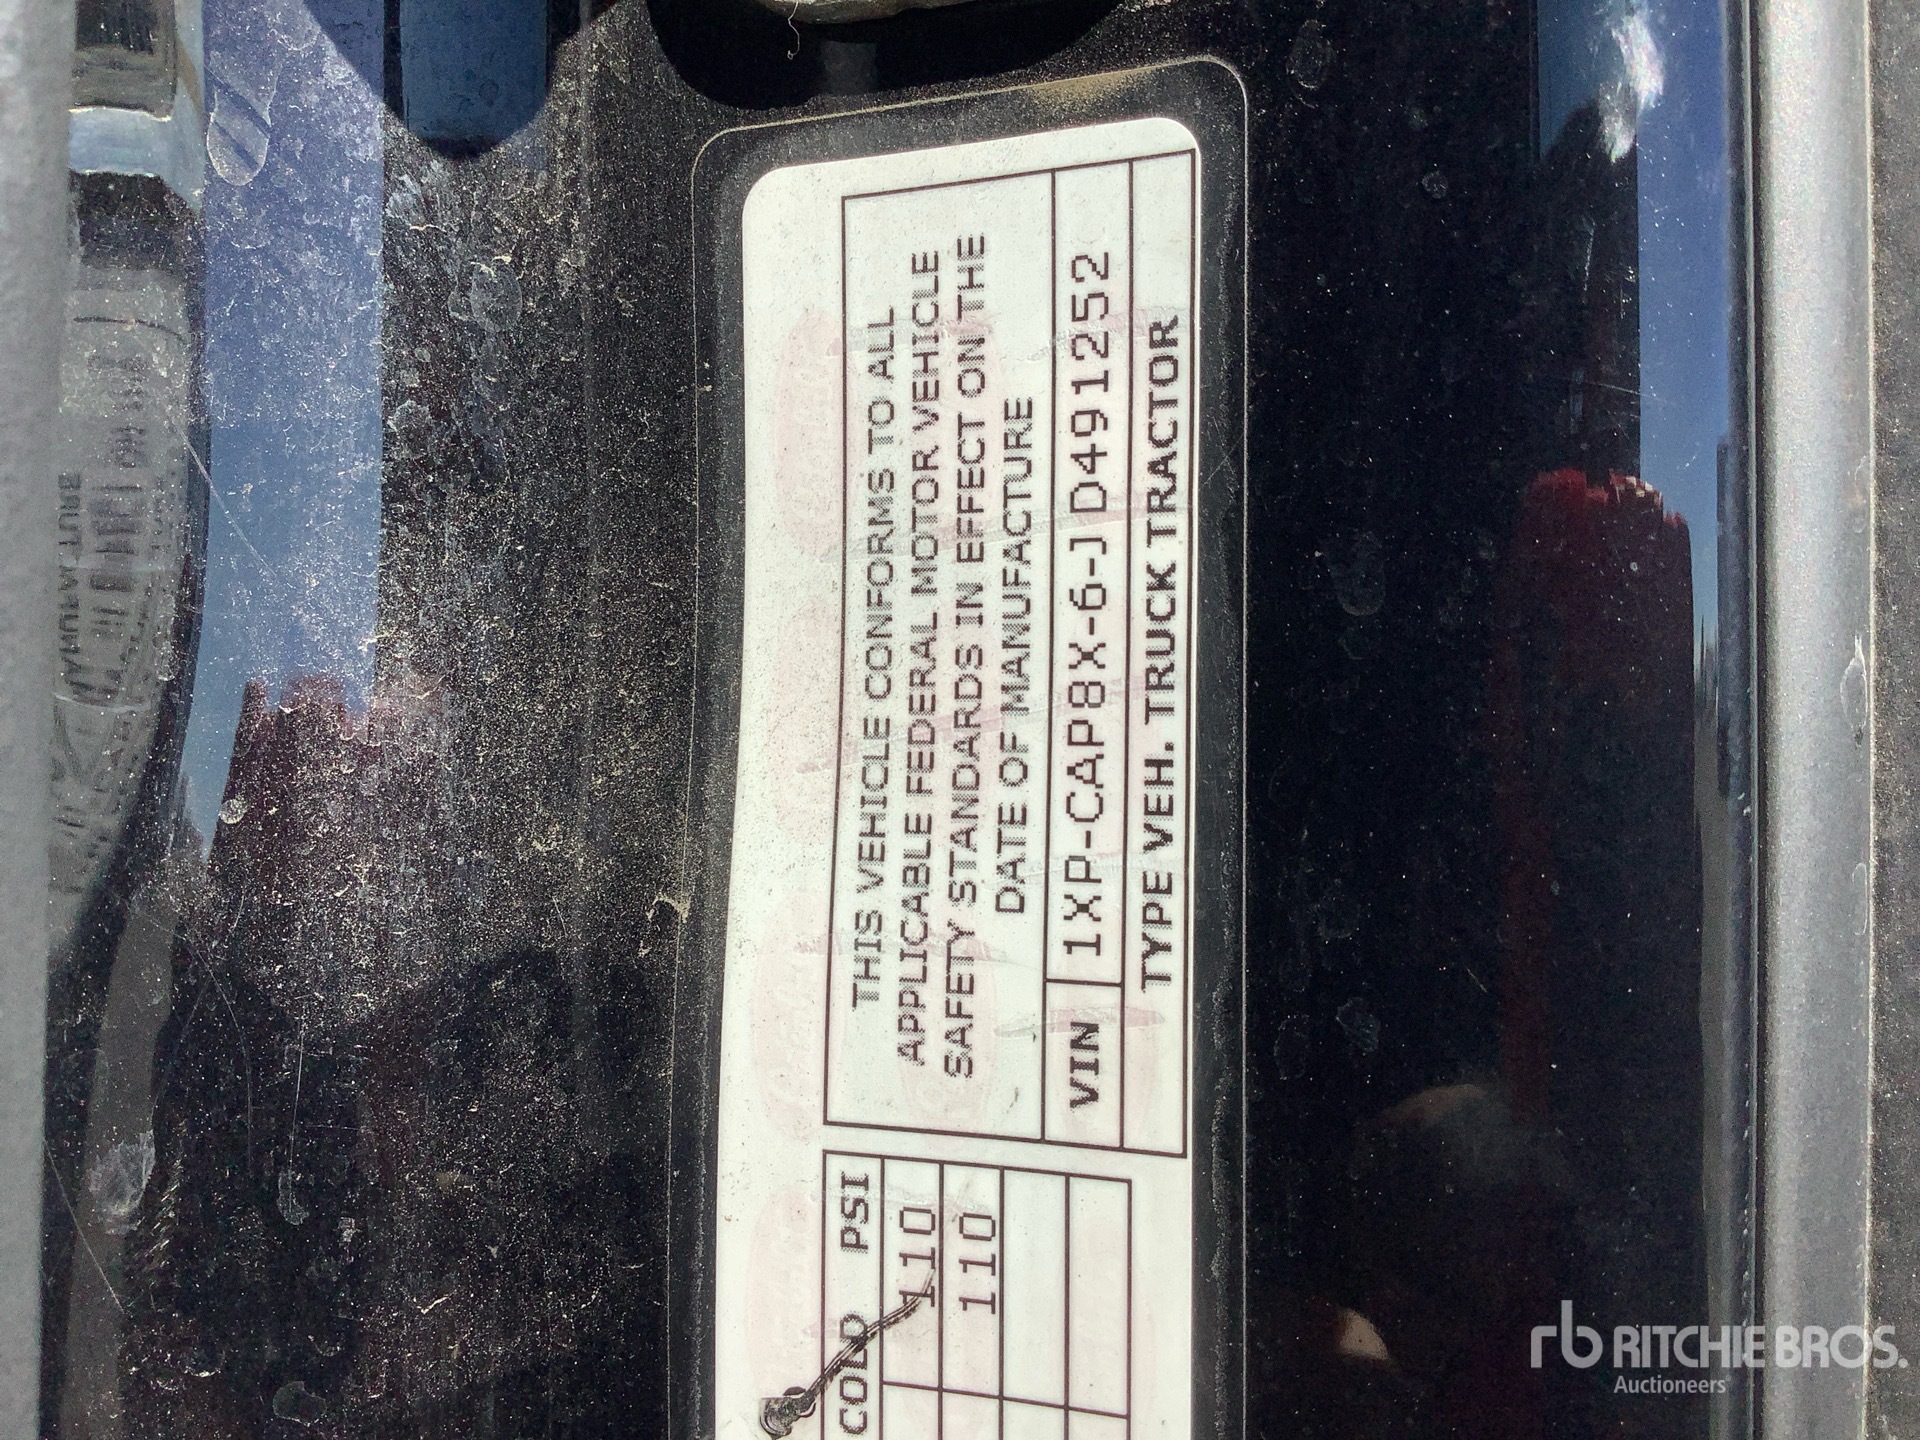 THIS VEHICLE CONFORMS TO ALL
APPLICABLE FEDERAL MOTOR VEHICLE
SAFETY STANDARDS IN EFFECT ON THE
DATE OF MANUFACTURE
VIN 1XP-CAP8X-6-JD491252
TYPE VEH. TRUCK TRACTOR
COLD PSI
110
110
rb RITCHIE BROS.
Auctioneers